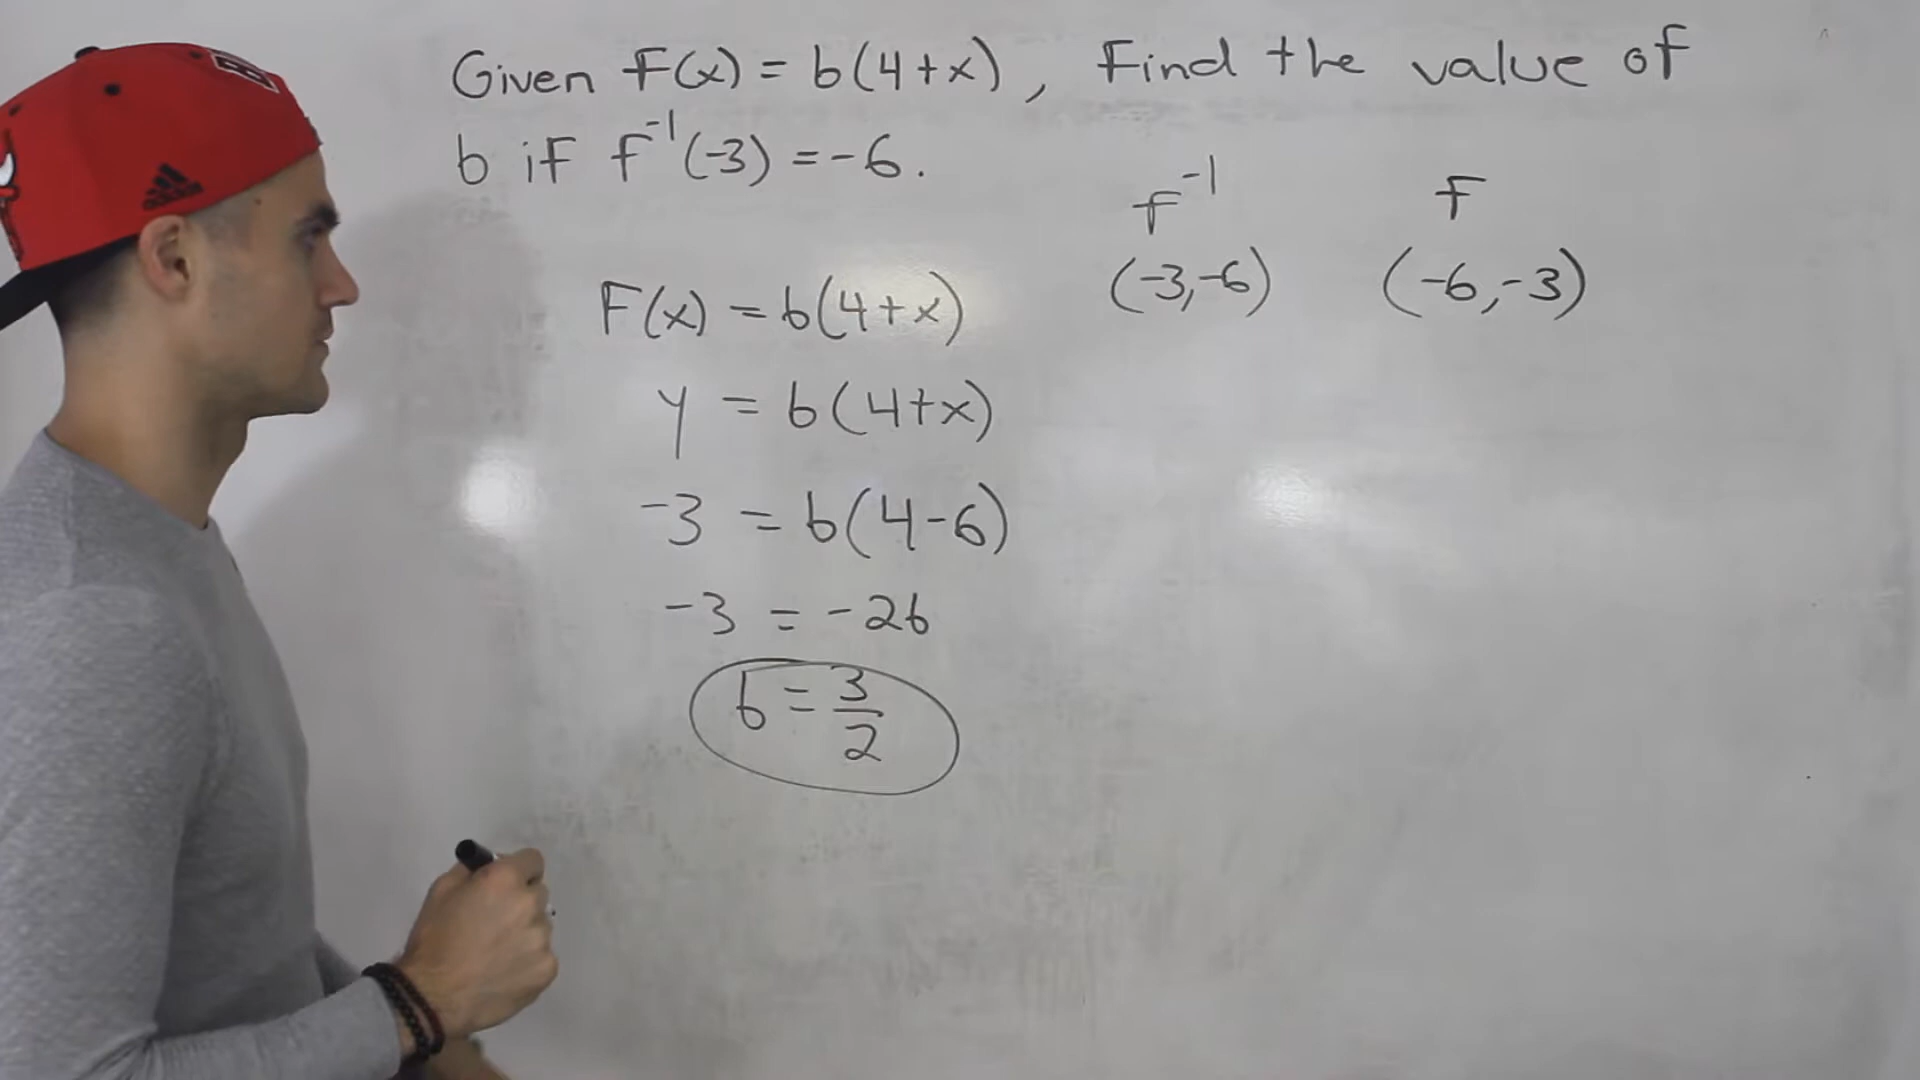 Given f(x) = b(4+x), Find the value of
b if f⁻¹(-3) = -6.
f⁻¹ f
(-3,-6) (-6,-3)
F(x) = b(4+x)
y = b(4+x)
-3 = b(4-6)
-3 = -2b
b = 3/2